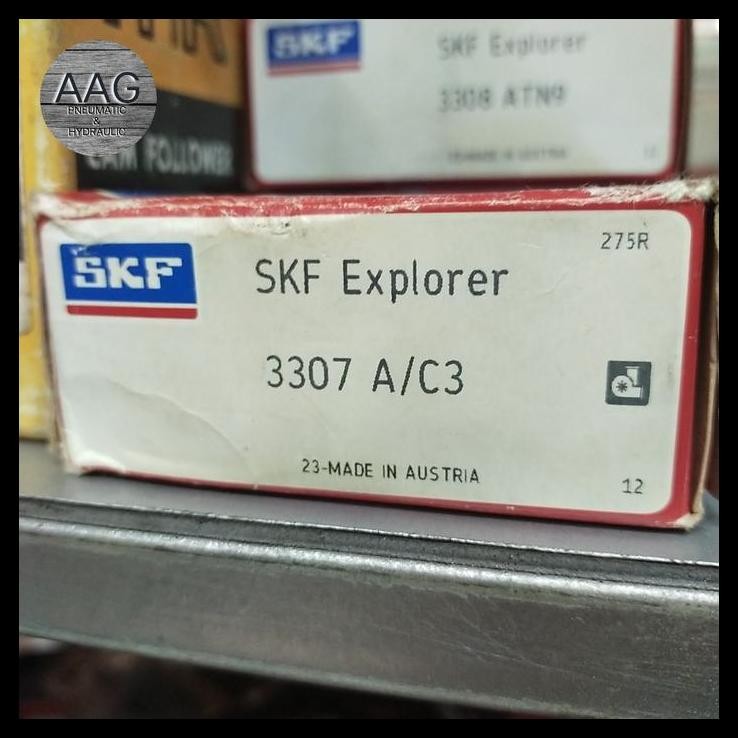 AAG
PNEUMATIC
&
HYDRAULIC
SKF
SKF Explorer
3308 ATN9
CAM FOLLOWER
275R
SKF
SKF Explorer
3307 A/C3
23-MADE IN AUSTRIA
12